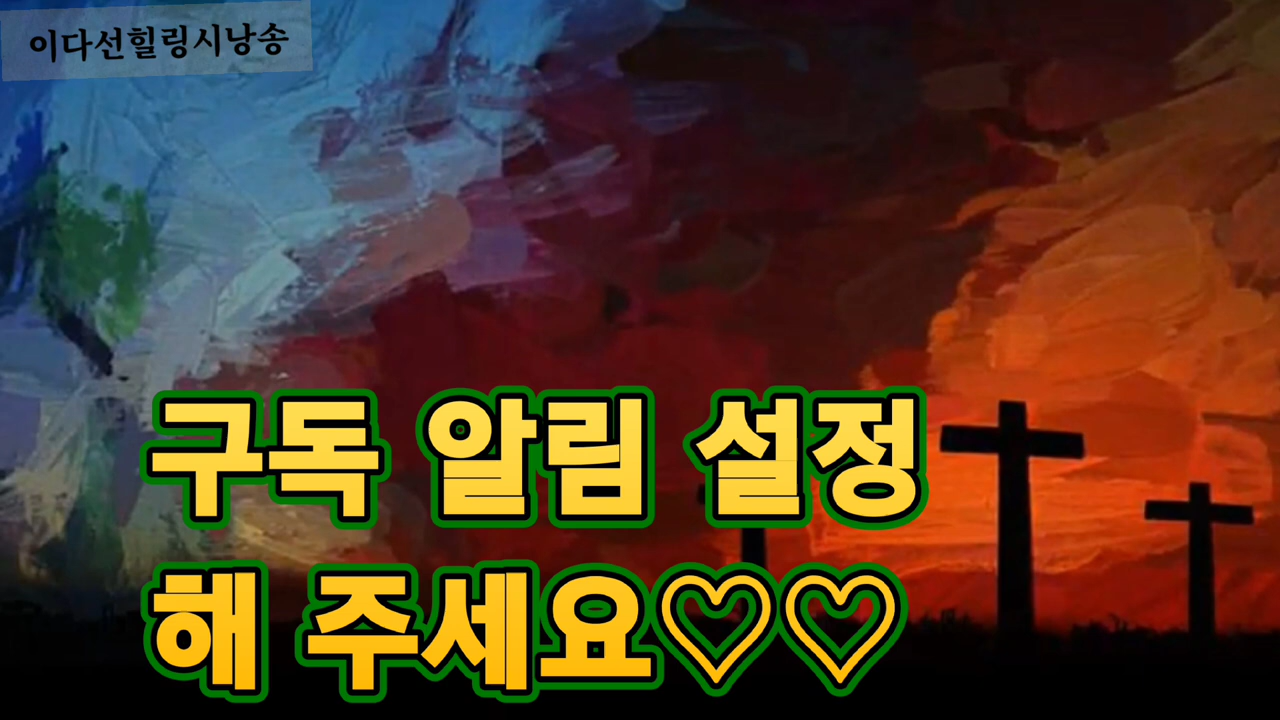 이다선힐링시낭송
구독 알림 설정
해 주세요♡♡